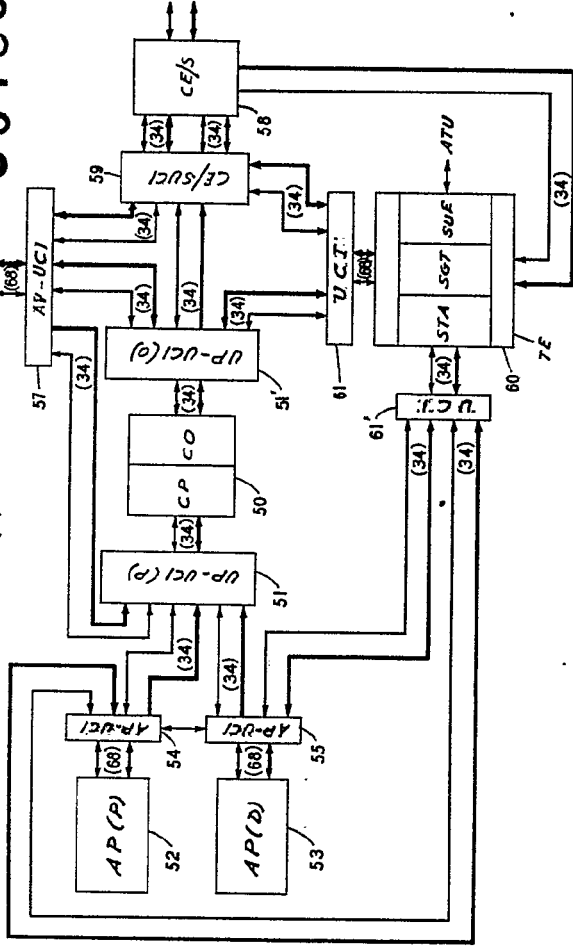 (68)
AV-UCI
57
(34)
(34)
(34)
(34)
CE/S
58
(34)
(34)
CE/SUCI
59
(34)
UP-UCI(O)
51'
(34)
CP
CO
50
(34)
UP-UCI(P)
51
(34)
(34)
AP-UCI
54
(68)
AP(P)
52
AP-UCI
55
(68)
AP(D)
53
U.C.I.
61
(68)
(34)
STA
SGT
SUE
ATU
60
TE
(34)
U.C.I.
61'
(34)
(34)
(34)